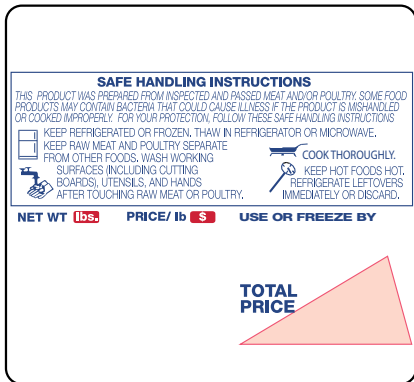 SAFE HANDLING INSTRUCTIONS
THIS PRODUCT WAS PREPARED FROM INSPECTED AND PASSED MEAT AND/OR POULTRY. SOME FOOD
PRODUCTS MAY CONTAIN BACTERIA THAT COULD CAUSE ILLNESS IF THE PRODUCT IS MISHANDLED
OR COOKED IMPROPERLY. FOR YOUR PROTECTION, FOLLOW THESE SAFE HANDLING INSTRUCTIONS
KEEP REFRIGERATED OR FROZEN. THAW IN REFRIGERATOR OR MICROWAVE.
KEEP RAW MEAT AND POULTRY SEPARATE
FROM OTHER FOODS. WASH WORKING
SURFACES (INCLUDING CUTTING
BOARDS), UTENSILS, AND HANDS
AFTER TOUCHING RAW MEAT OR POULTRY.
COOK THOROUGHLY.
KEEP HOT FOODS HOT.
REFRIGERATE LEFTOVERS
IMMEDIATELY OR DISCARD.
NET WT lbs. PRICE/ lb $ USE OR FREEZE BY
TOTAL
PRICE